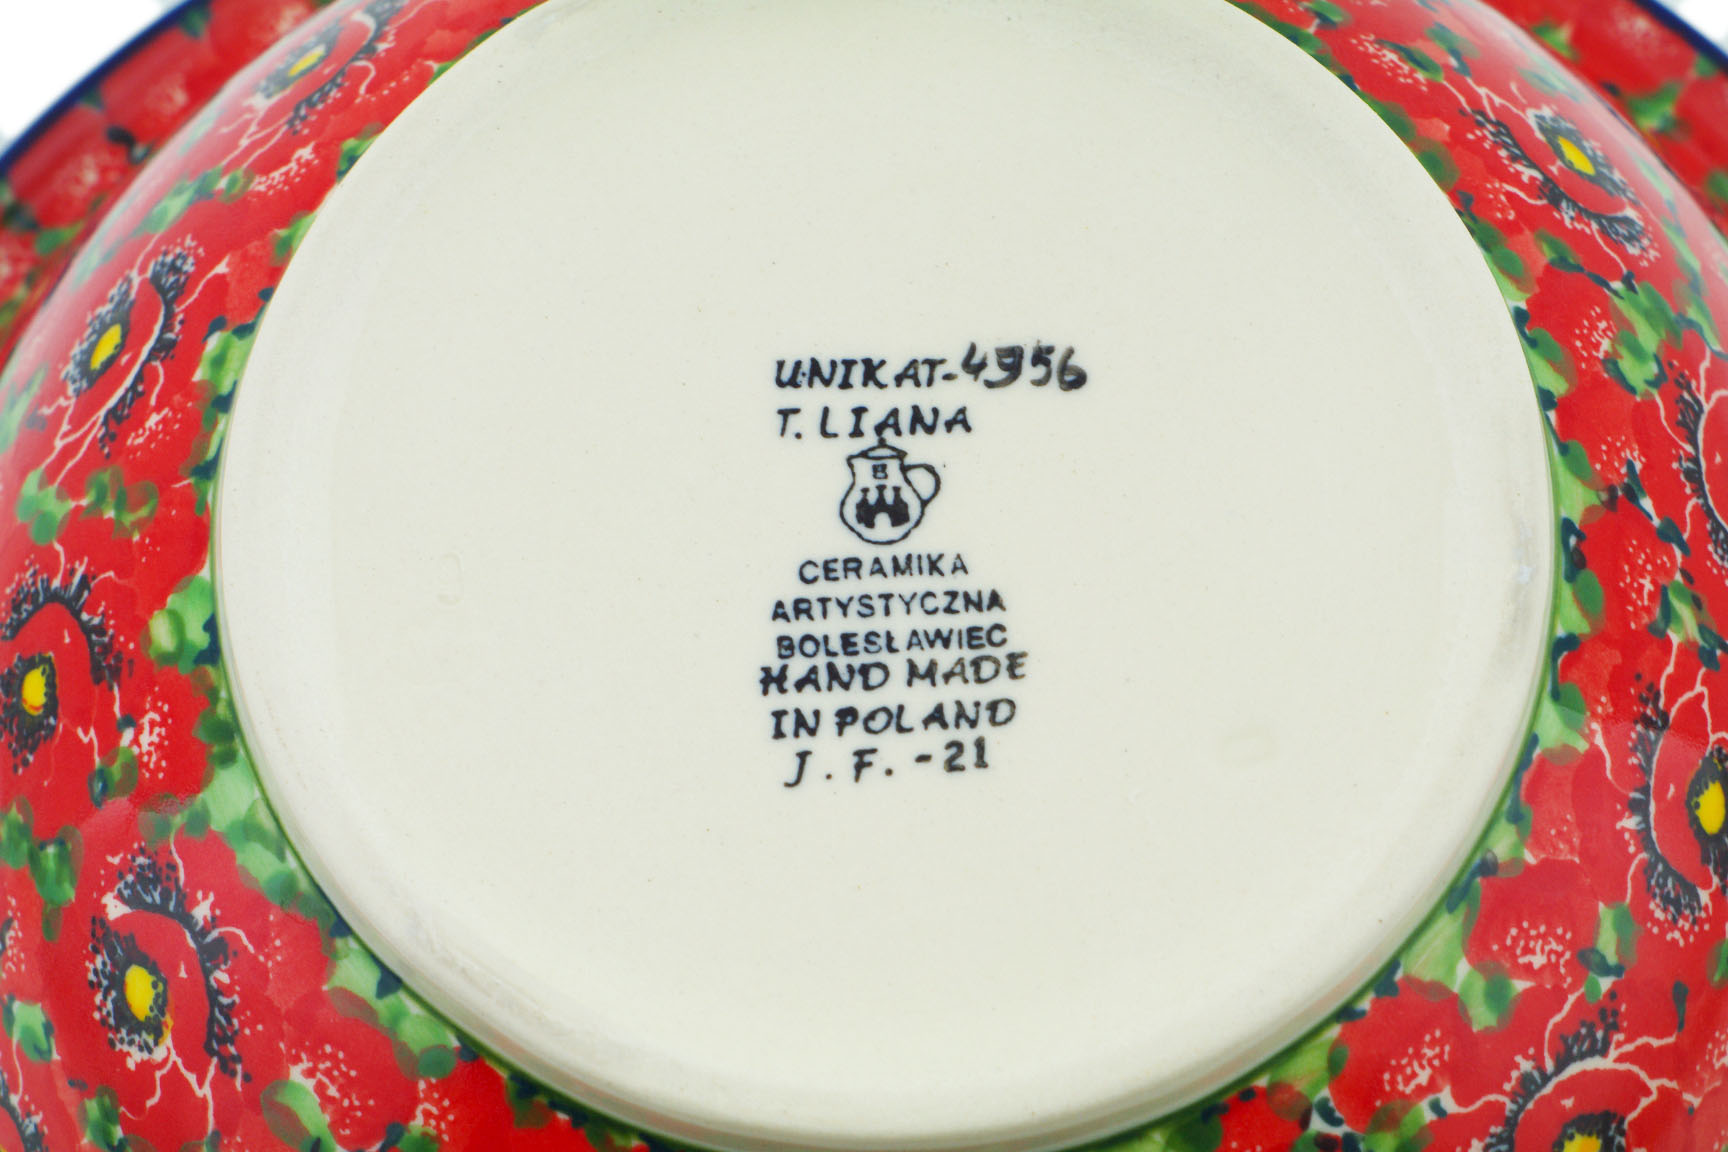 UNIKAT-4956
T. LIANA
B
CERAMIKA
ARTYSTYCZNA
BOLESŁAWIEC
HAND MADE
IN POLAND
J. F. -21